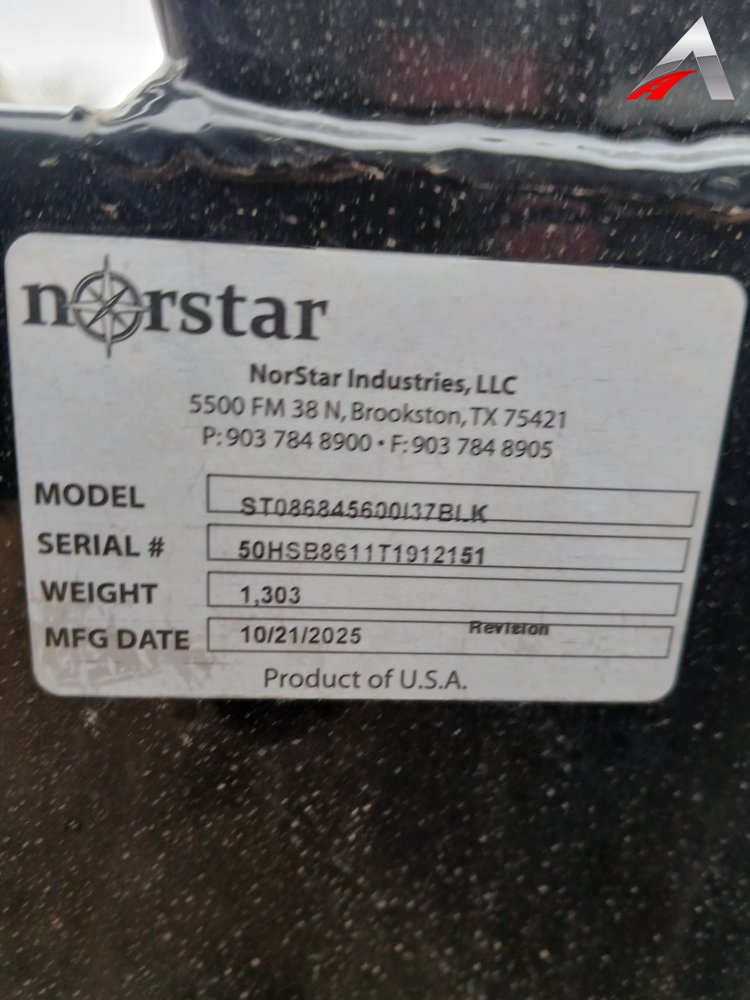 norstar
NorStar Industries, LLC
5500 FM 38 N, Brookston, TX 75421
P: 903 784 8900 • F: 903 784 8905
MODEL ST086845600I37BLK
SERIAL # 50HSB8611T1912151
WEIGHT 1,303
MFG DATE 10/21/2025 Revision
Product of U.S.A.